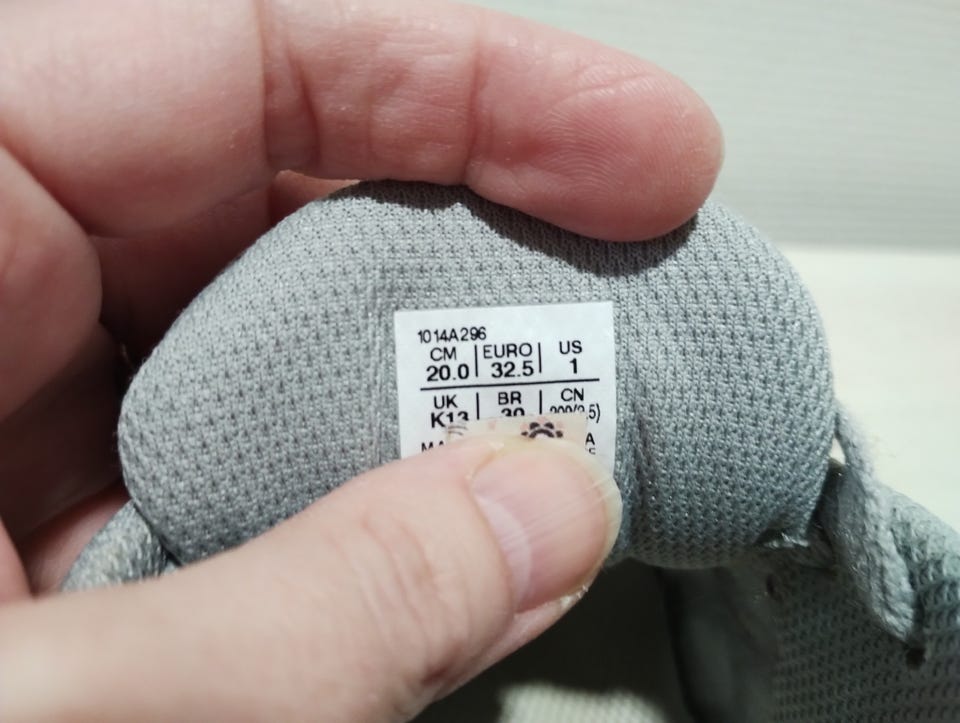 1014A296
CM EURO US
20.0 32.5 1
UK BR CN
K13 30